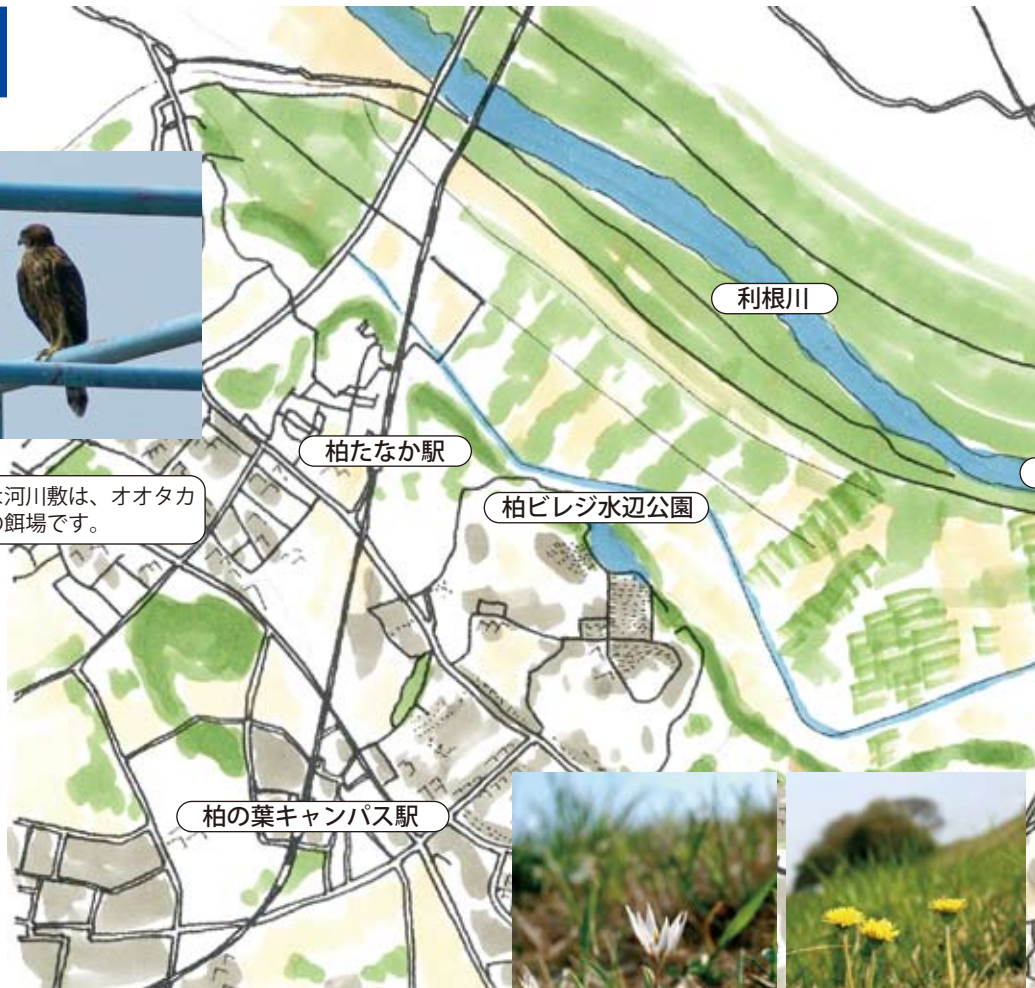 利根川
柏たなか駅
河川敷は、オオタカ
の餌場です。
柏ビレジ水辺公園
柏の葉キャンパス駅